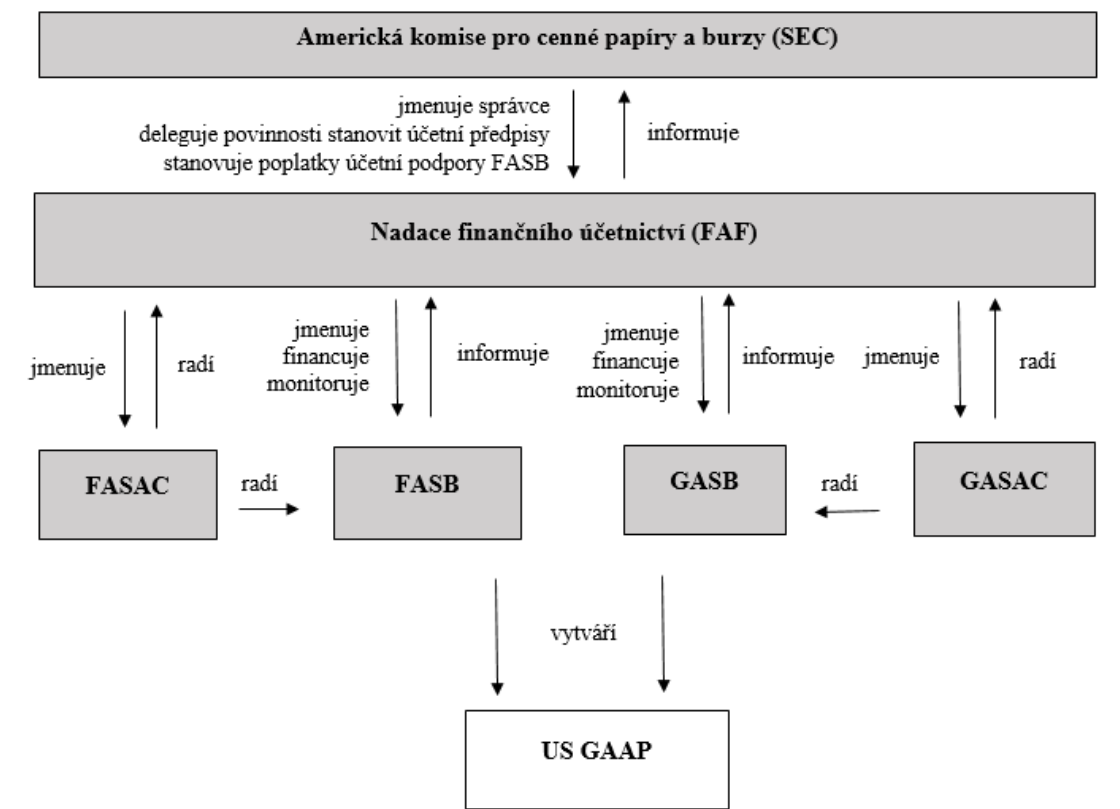 Americká komise pro cenné papíry a burzy (SEC)
jmenuje správce
deleguje povinnosti stanovit účetní předpisy
stanovuje poplatky účetní podpory FASB
informuje
Nadace finančního účetnictví (FAF)
jmenuje
radí
jmenuje
financuje
monitoruje
informuje
jmenuje
financuje
monitoruje
informuje
jmenuje
radí
FASAC
radí
FASB
GASB
radí
GASAC
vytváří
US GAAP